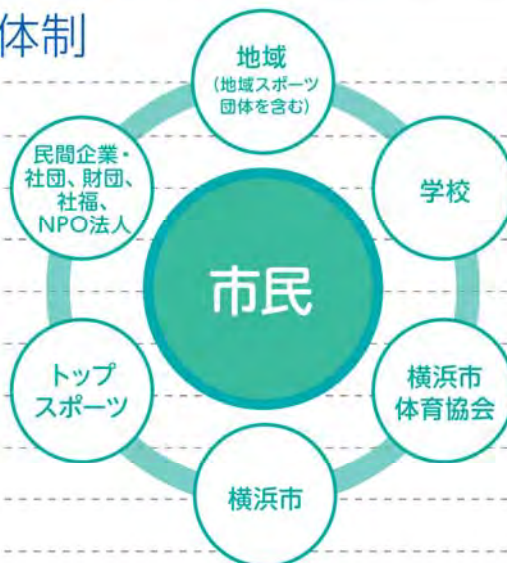 体制
地域
(地域スポーツ
団体を含む)
民間企業・
社団、財団、
社福、
NPO法人
学校
市民
トップ
スポーツ
横浜市
体育協会
横浜市